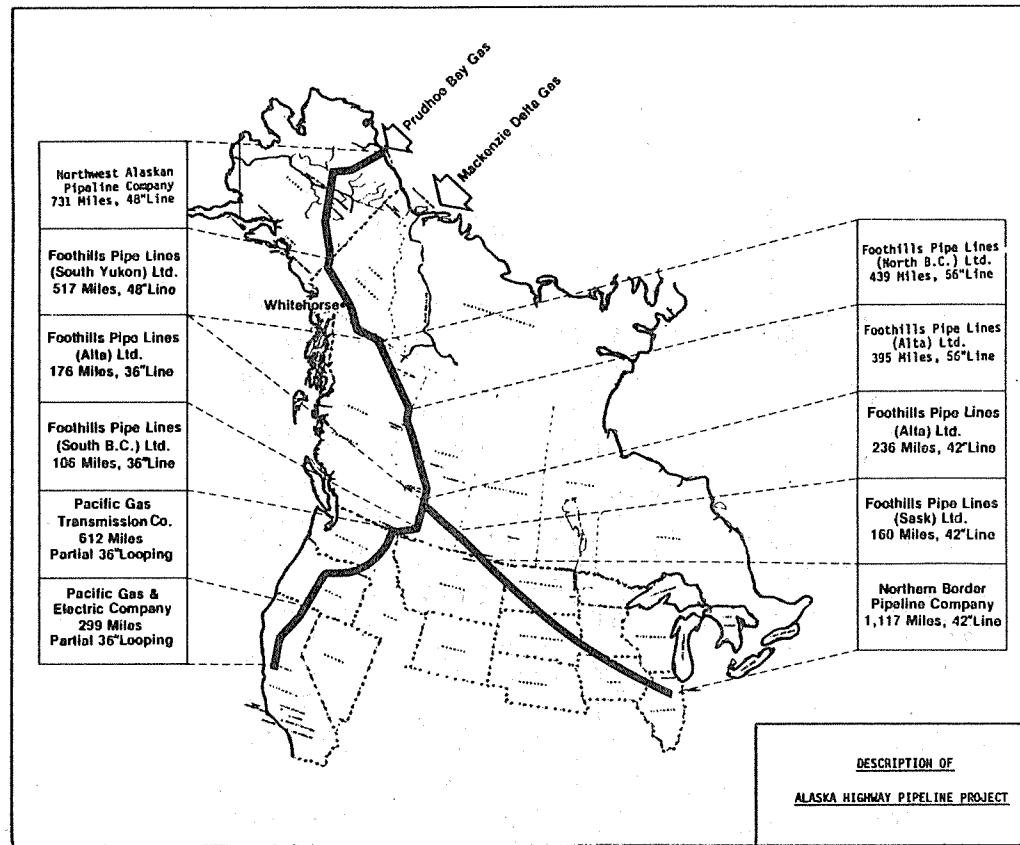 Prudhoe Bay Gas
Mackenzie Delta Gas
Northwest Alaskan
Pipeline Company
731 Miles, 48"Line
Foothills Pipe Lines
(South Yukon) Ltd.
517 Miles, 48"Line
Foothills Pipe Lines
(Alta) Ltd.
176 Miles, 36"Line
Foothills Pipe Lines
(South B.C.) Ltd.
106 Miles, 36"Line
Pacific Gas
Transmission Co.
612 Miles
Partial 36"Looping
Pacific Gas &
Electric Company
299 Miles
Partial 36"Looping
Whitehorse
Foothills Pipe Lines
(North B.C.) Ltd.
439 Miles, 56"Line
Foothills Pipe Lines
(Alta) Ltd.
395 Miles, 56"Line
Foothills Pipe Lines
(Alta) Ltd.
236 Miles, 42"Line
Foothills Pipe Lines
(Sask) Ltd.
160 Miles, 42"Line
Northern Border
Pipeline Company
1,117 Miles, 42"Line
DESCRIPTION OF
ALASKA HIGHWAY PIPELINE PROJECT